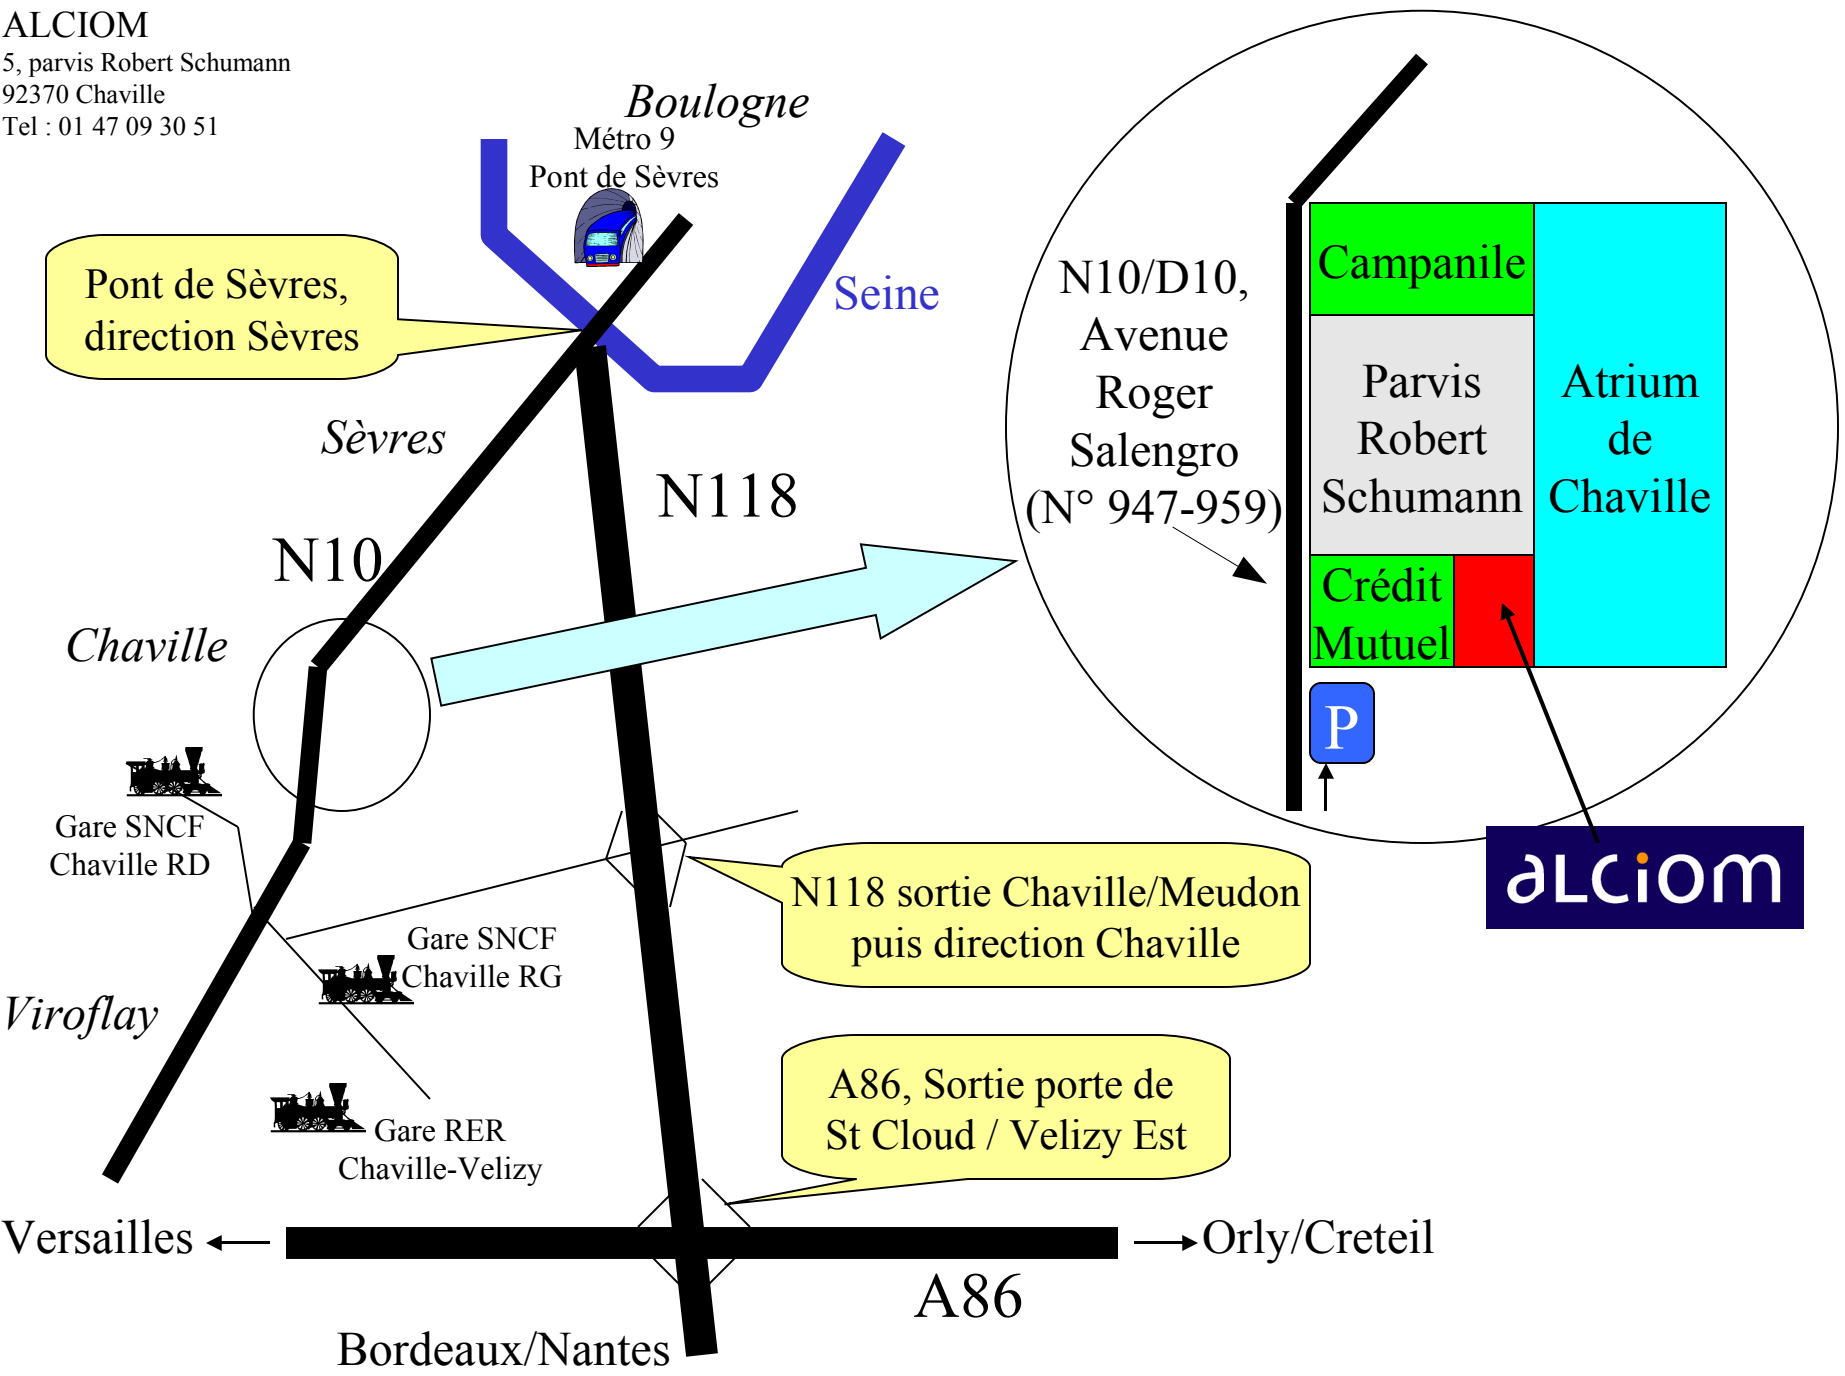 ALCIOM
5, parvis Robert Schumann
92370 Chaville
Tel : 01 47 09 30 51
Boulogne
Métro 9
Pont de Sèvres
Pont de Sèvres,
direction Sèvres
Seine
Sèvres
N118
N10
Chaville
Gare SNCF
Chaville RD
Gare SNCF
Chaville RG
Viroflay
Gare RER
Chaville-Velizy
N118 sortie Chaville/Meudon
puis direction Chaville
A86, Sortie porte de
St Cloud / Velizy Est
Versailles
Orly/Creteil
A86
Bordeaux/Nantes
N10/D10,
Avenue
Roger
Salengro
(N° 947-959)
Campanile
Parvis
Robert
Schumann
Atrium
de
Chaville
Crédit
Mutuel
P
aLciom